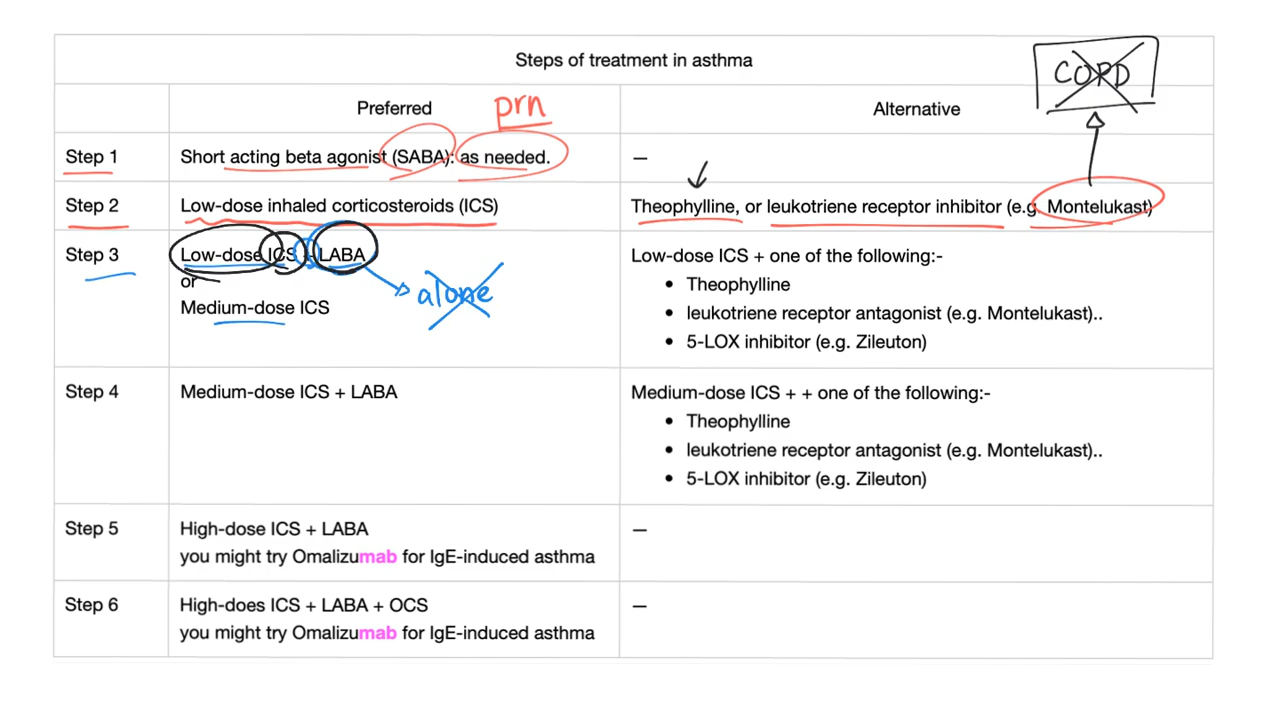 Steps of treatment in asthma
COPD
Preferred
prn
Alternative
Step 1
Short acting beta agonist (SABA): as needed.
—
Step 2
Low-dose inhaled corticosteroids (ICS)
Theophylline, or leukotriene receptor inhibitor (e.g. Montelukast)
Step 3
Low-dose ICS + LABA
or
Medium-dose ICS
alone
Low-dose ICS + one of the following:-
• Theophylline
• leukotriene receptor antagonist (e.g. Montelukast)..
• 5-LOX inhibitor (e.g. Zileuton)
Step 4
Medium-dose ICS + LABA
Medium-dose ICS + + one of the following:-
• Theophylline
• leukotriene receptor antagonist (e.g. Montelukast)..
• 5-LOX inhibitor (e.g. Zileuton)
Step 5
High-dose ICS + LABA
you might try Omalizumab for IgE-induced asthma
—
Step 6
High-does ICS + LABA + OCS
you might try Omalizumab for IgE-induced asthma
—